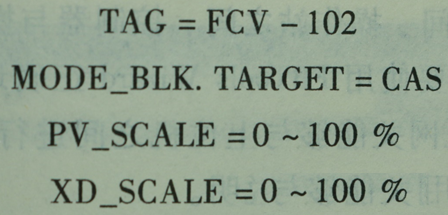 TAG = FCV - 102
MODE_BLK. TARGET = CAS
PV_SCALE = 0 ~ 100 %
XD_SCALE = 0 ~ 100 %